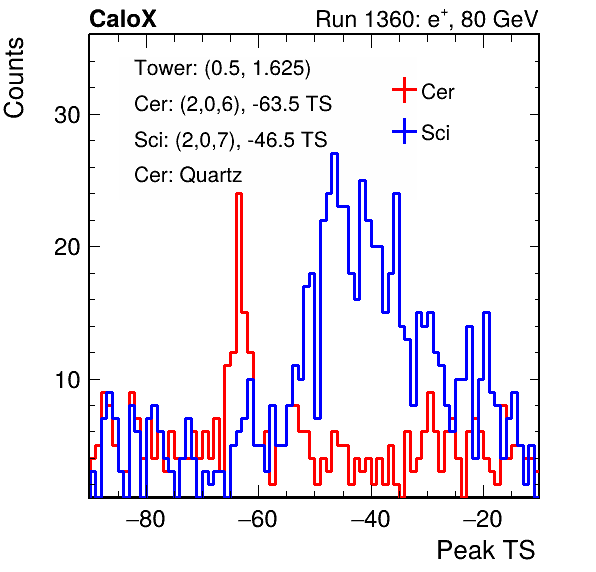 CaloX Run 1360: e⁺, 80 GeV
Counts
Tower: (0.5, 1.625)
Cer: (2,0,6), -63.5 TS
Sci: (2,0,7), -46.5 TS
Cer: Quartz
Cer
Sci
30
20
10
−80 −60 −40 −20
Peak TS